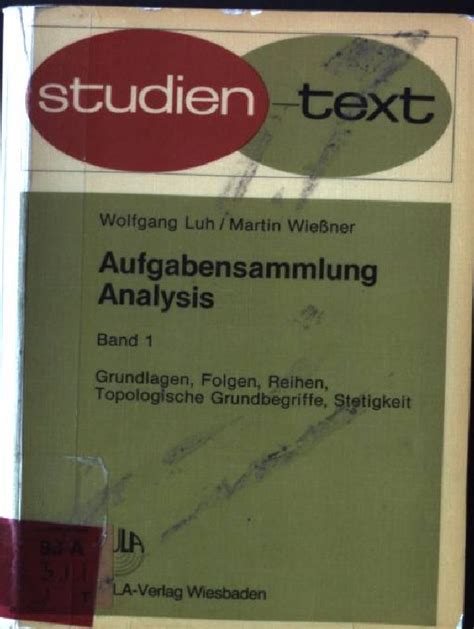 studien-text
Wolfgang Luh/Martin Wießner
Aufgabensammlung
Analysis
Band 1
Grundlagen, Folgen, Reihen,
Topologische Grundbegriffe, Stetigkeit
ULA
LA-Verlag Wiesbaden